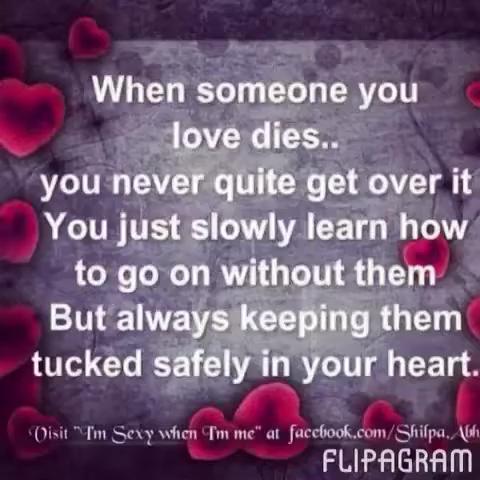 When someone you
love dies..
you never quite get over it
You just slowly learn how
to go on without them
But always keeping them
tucked safely in your heart.
Visit "I'm Sexy when I'm me" at facebook.com/Shilpa.Abh
FLIPAGRAM